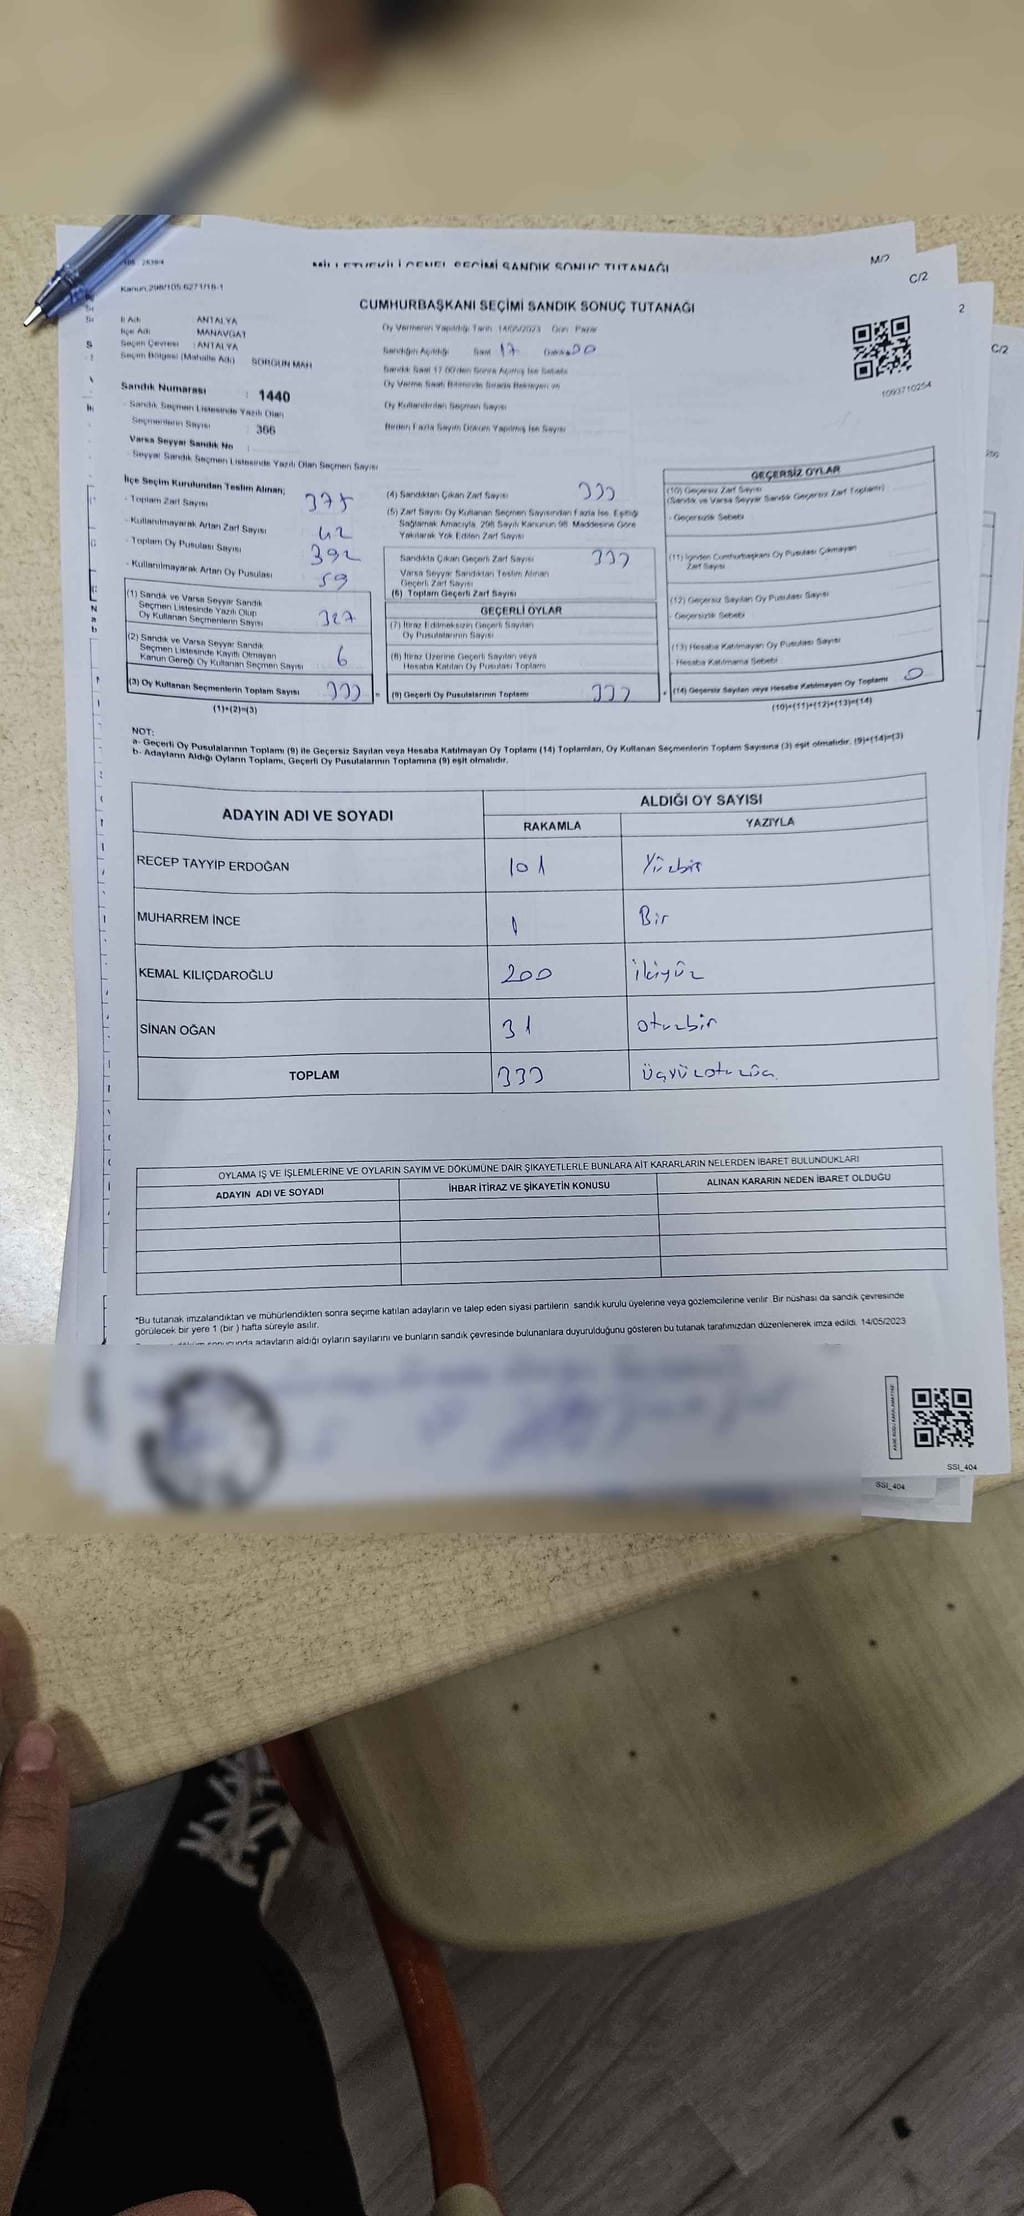 MİLLETVEKİLİ GENEL SEÇİMİ SANDIK SONUÇ TUTANAĞI
M/2
C/2
Kanun:298/105:6271/18-1
CUMHURBAŞKANI SEÇİMİ SANDIK SONUÇ TUTANAĞI
2
C/2
İl Adı ANTALYA
İlçe Adı MANAVGAT
Seçim Çevresi : ANTALYA
Seçim Bölgesi (Mahalle Adı) SORGUN MAH
Oy Vermenin Yapıldığı Tarih 14/05/2023 Gün Pazar
Sandığın Açıldığı Saat 17
Sandık Saat 17.00'den Sonra Açılmış İse Sebebi
Oy Kullandırılan Seçmen Sayısı
Birden Fazla Sayım Döküm Yapılmış İse Sayısı
1093710254
Sandık Numarası : 1440
- Sandık Seçmen Listesinde Yazılı Olan
Seçmenlerin Sayısı : 366
Varsa Seyyar Sandık No
- Seyyar Sandık Seçmen Listesinde Yazılı Olan Seçmen Sayısı
İlçe Seçim Kurulundan Teslim Alınan;
- Toplam Zarf Sayısı 375
- Kullanılmayarak Artan Zarf Sayısı 42
- Toplam Oy Pusulası Sayısı 392
- Kullanılmayarak Artan Oy Pusulası 59
(1) Sandık ve Varsa Seyyar Sandık
Seçmen Listesinde Yazılı Olup
Oy Kullanan Seçmenlerin Sayısı 327
(2) Sandık ve Varsa Seyyar Sandık
Seçmen Listesinde Kayıtlı Olmayan
Kanun Gereği Oy Kullanan Seçmen Sayısı 6
(3) Oy Kullanan Seçmenlerin Toplam Sayısı 333
(1)+(2)=(3)
(4) Sandıktan Çıkan Zarf Sayısı 333
(5) Zarf Sayısı Oy Kullanan Seçmen Sayısından Fazla İse, Eşitliği
Sağlamak Amacıyla, 298 Sayılı Kanunun 98. Maddesine Göre
Yakılarak Yok Edilen Zarf Sayısı
Sandıkta Çıkan Geçerli Zarf Sayısı 333
Varsa Seyyar Sandıktan Teslim Alınan
Geçerli Zarf Sayısı
(6) Toplam Geçerli Zarf Sayısı
GEÇERLİ OYLAR
(7) İtiraz Edilmeksizin Geçerli Sayılan
Oy Pusulalarının Sayısı
(8) İtiraz Üzerine Geçerli Sayılan veya
Hesaba Katılan Oy Pusulası Toplamı
(9) Geçerli Oy Pusulalarının Toplamı 333
GEÇERSİZ OYLAR
(10) Geçersiz Zarf Sayısı
(Sandık ve Varsa Seyyar Sandık Geçersiz Zarf Toplamı)
- Geçersizlik Sebebi
(11) İçinden Cumhurbaşkanı Oy Pusulası Çıkmayan
Zarf Sayısı
(12) Geçersiz Sayılan Oy Pusulası Sayısı
- Geçersizlik Sebebi
(13) Hesaba Katılmayan Oy Pusulası Sayısı
Hesaba Katılmama Sebebi
(14) Geçersiz Sayılan veya Hesaba Katılmayan Oy Toplamı 0
(10)+(11)+(12)+(13)=(14)
NOT:
a- Geçerli Oy Pusulalarının Toplamı (9) ile Geçersiz Sayılan veya Hesaba Katılmayan Oy Toplamı (14) Toplamları, Oy Kullanan Seçmenlerin Toplam Sayısına (3) eşit olmalıdır. (9)+(14)=(3)
b- Adayların Aldığı Oyların Toplamı, Geçerli Oy Pusulalarının Toplamına (9) eşit olmalıdır.
ADAYIN ADI VE SOYADI
ALDIĞI OY SAYISI
RAKAMLA YAZIYLA
RECEP TAYYIP ERDOĞAN 101 Yüzbir
MUHARREM İNCE 1 Bir
KEMAL KILIÇDAROĞLU 200 ikiyüz
SİNAN OĞAN 31 otuzbir
TOPLAM 333 üçyüzotuzüç
OYLAMA İŞ VE İŞLEMLERİNE VE OYLARIN SAYIM VE DÖKÜMÜNE DAİR ŞİKAYETLERLE BUNLARA AİT KARARLARIN NELERDEN İBARET BULUNDUKLARI
ADAYIN ADI VE SOYADI İHBAR İTİRAZ VE ŞİKAYETİN KONUSU ALINAN KARARIN NEDEN İBARET OLDUĞU
*Bu tutanak imzalandıktan ve mühürlendikten sonra seçime katılan adayların ve talep eden siyasi partilerin sandık kurulu üyelerine veya gözlemcilerine verilir. Bir nüshası da sandık çevresinde
görülecek bir yere 1 (bir ) hafta süreyle asılır.
sonucunda adayların aldığı oyların sayılarını ve bunların sandık çevresinde bulunanlara duyurulduğunu gösteren bu tutanak tarafımızdan düzenlenerek imza edildi. 14/05/2023
SSI_404
SSI_404